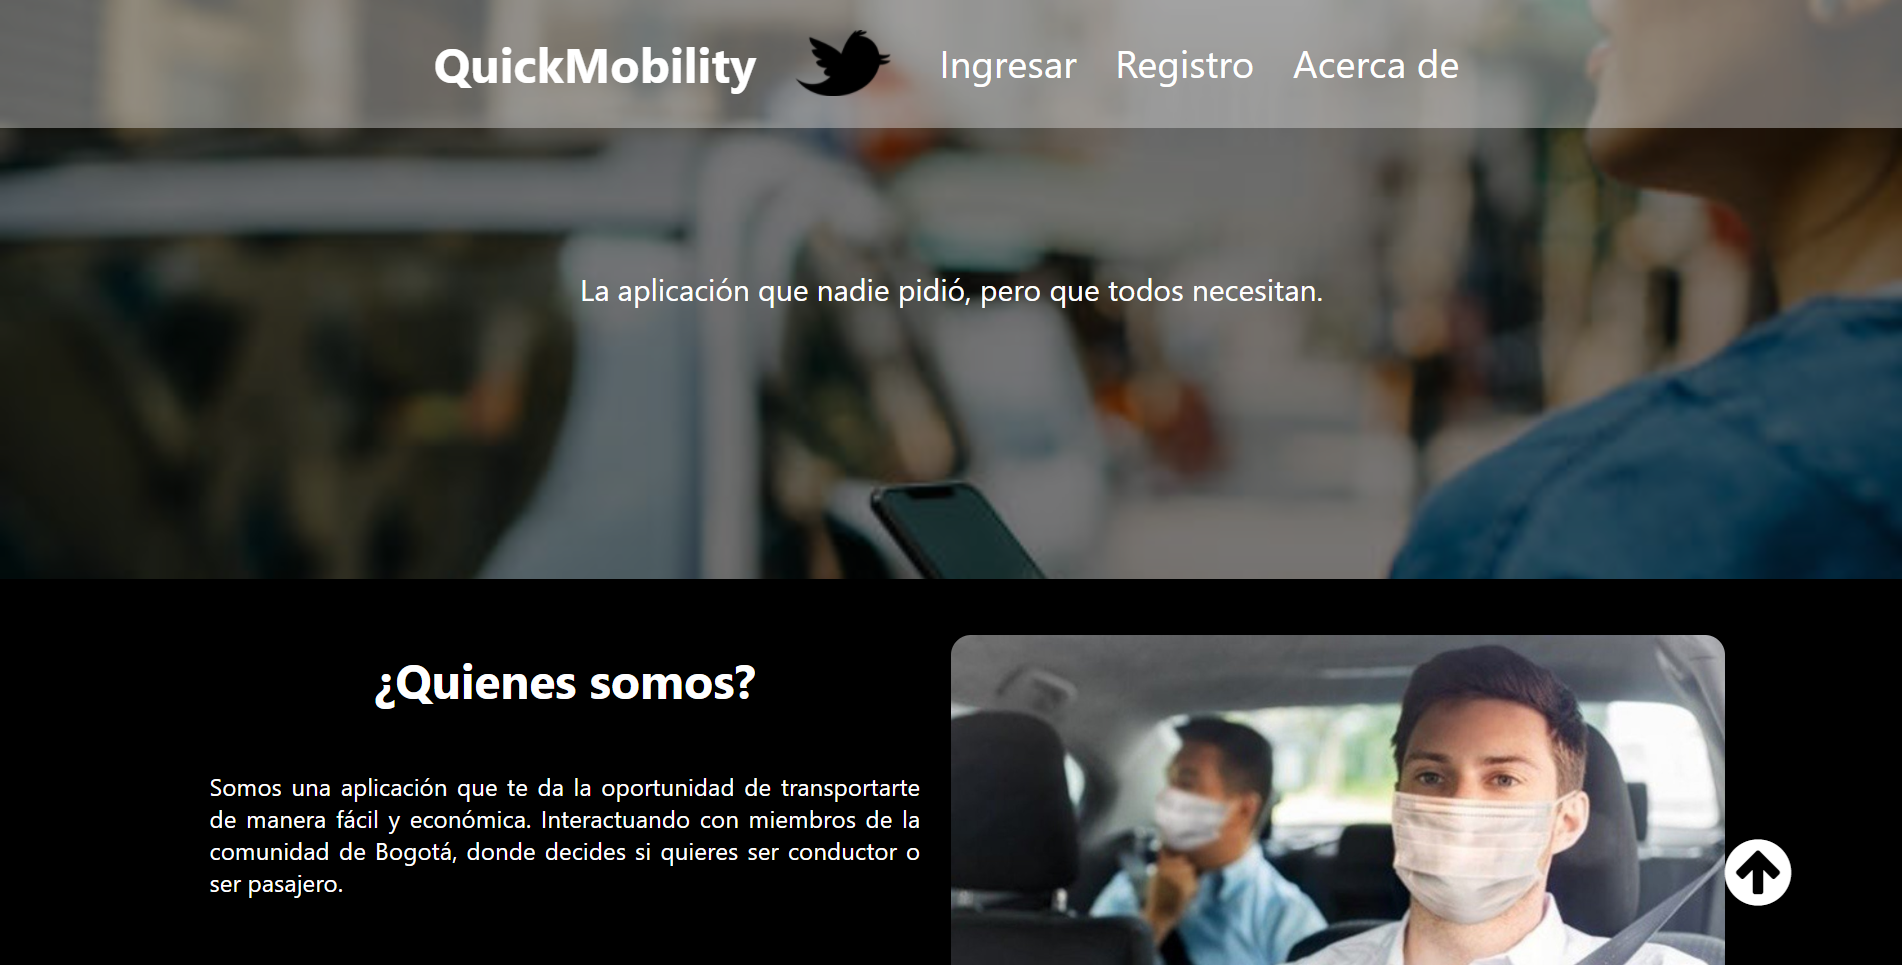 QuickMobility
Ingresar
Registro
Acerca de
La aplicación que nadie pidió, pero que todos necesitan.
¿Quienes somos?
Somos una aplicación que te da la oportunidad de transportarte
de manera fácil y económica. Interactuando con miembros de la
comunidad de Bogotá, donde decides si quieres ser conductor o
ser pasajero.